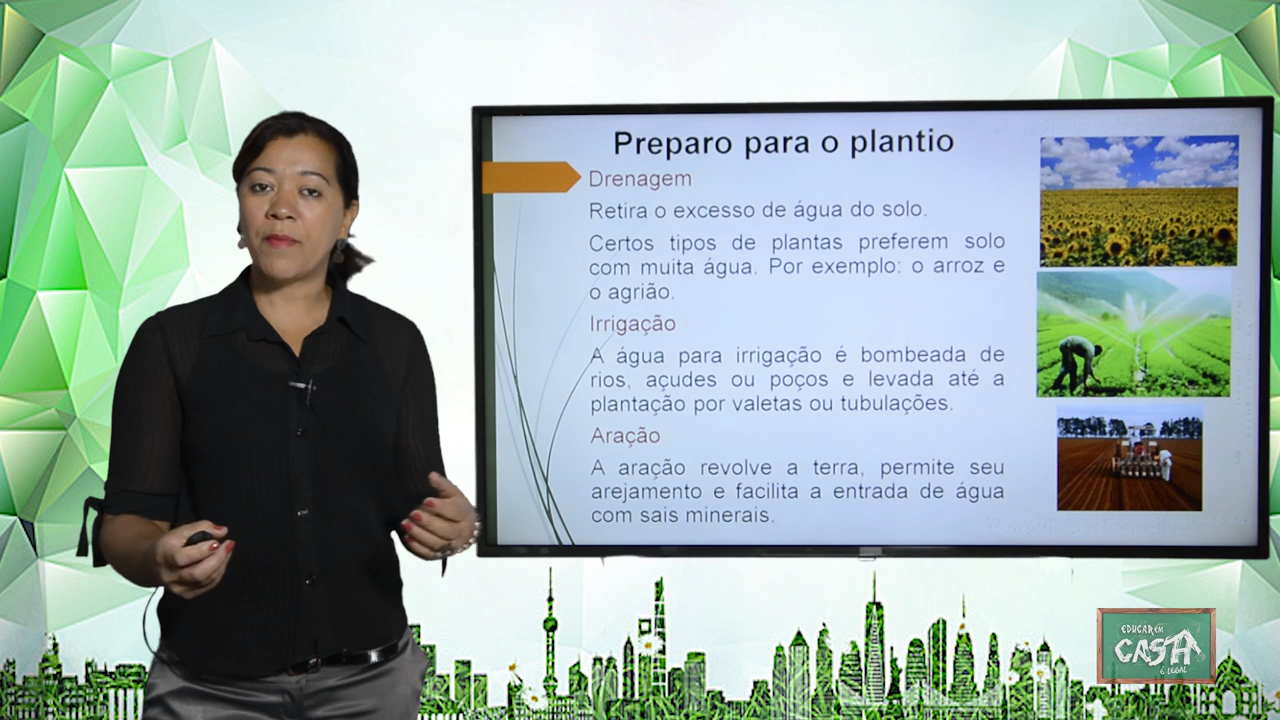 Preparo para o plantio
Drenagem
Retira o excesso de água do solo.
Certos tipos de plantas preferem solo
com muita água. Por exemplo: o arroz e
o agrião.
Irrigação
A água para irrigação é bombeada de
rios, açudes ou poços e levada até a
plantação por valetas ou tubulações.
Aração
A aração revolve a terra, permite seu
arejamento e facilita a entrada de água
com sais minerais.
EDUCAR EM
CASA
É LEGAL